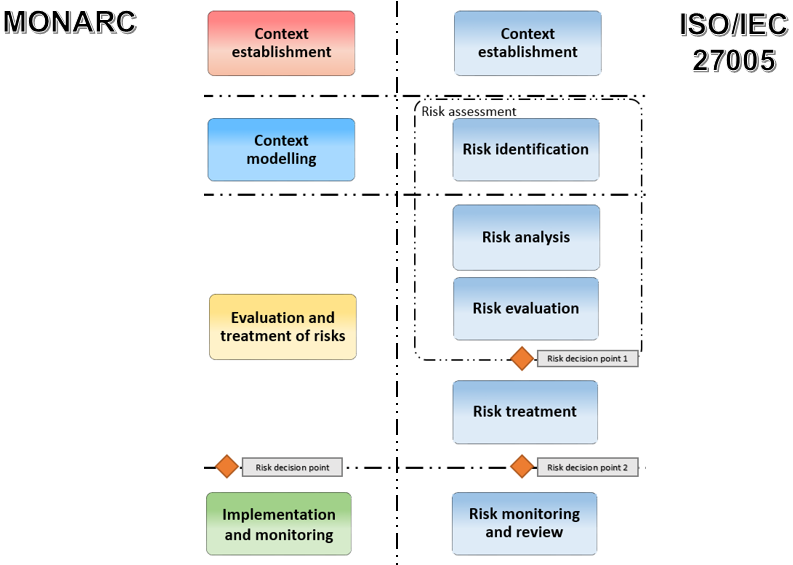 MONARC
ISO/IEC
27005
Context
establishment
Context
establishment
Risk assessment
Context
modelling
Risk identification
Risk analysis
Risk evaluation
Evaluation and
treatment of risks
Risk decision point 1
Risk treatment
Risk decision point
Risk decision point 2
Implementation
and monitoring
Risk monitoring
and review